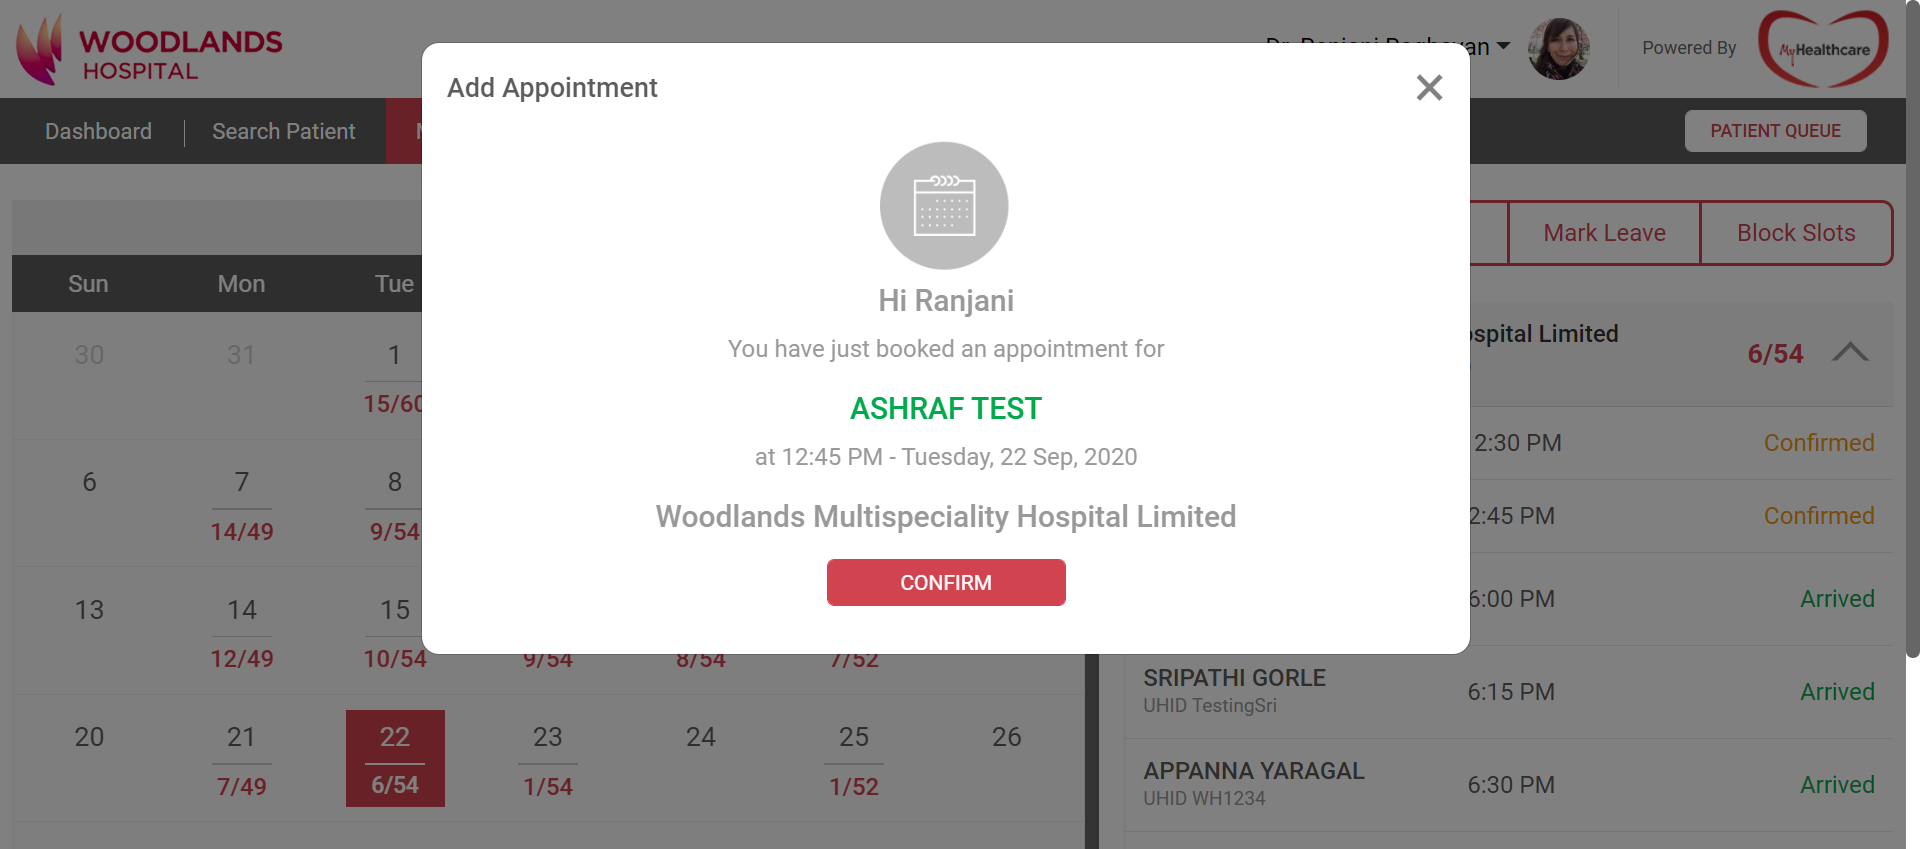 WOODLANDS
HOSPITAL
Powered By
MyHealthcare
Dashboard
Search Patient
PATIENT QUEUE
Add Appointment
Hi Ranjani
You have just booked an appointment for
ASHRAF TEST
at 12:45 PM - Tuesday, 22 Sep, 2020
Woodlands Multispeciality Hospital Limited
CONFIRM
Mark Leave
Block Slots
Sun Mon Tue
30 31 1
15/60
6 7 8
14/49 9/54
13 14 15
12/49 10/54 9/54 8/54 7/52
20 21 22 23 24 25 26
7/49 6/54 1/54 1/52
Limited
6/54
2:30 PM Confirmed
2:45 PM Confirmed
6:00 PM Arrived
SRIPATHI GORLE 6:15 PM Arrived
UHID TestingSri
APPANNA YARAGAL 6:30 PM Arrived
UHID WH1234